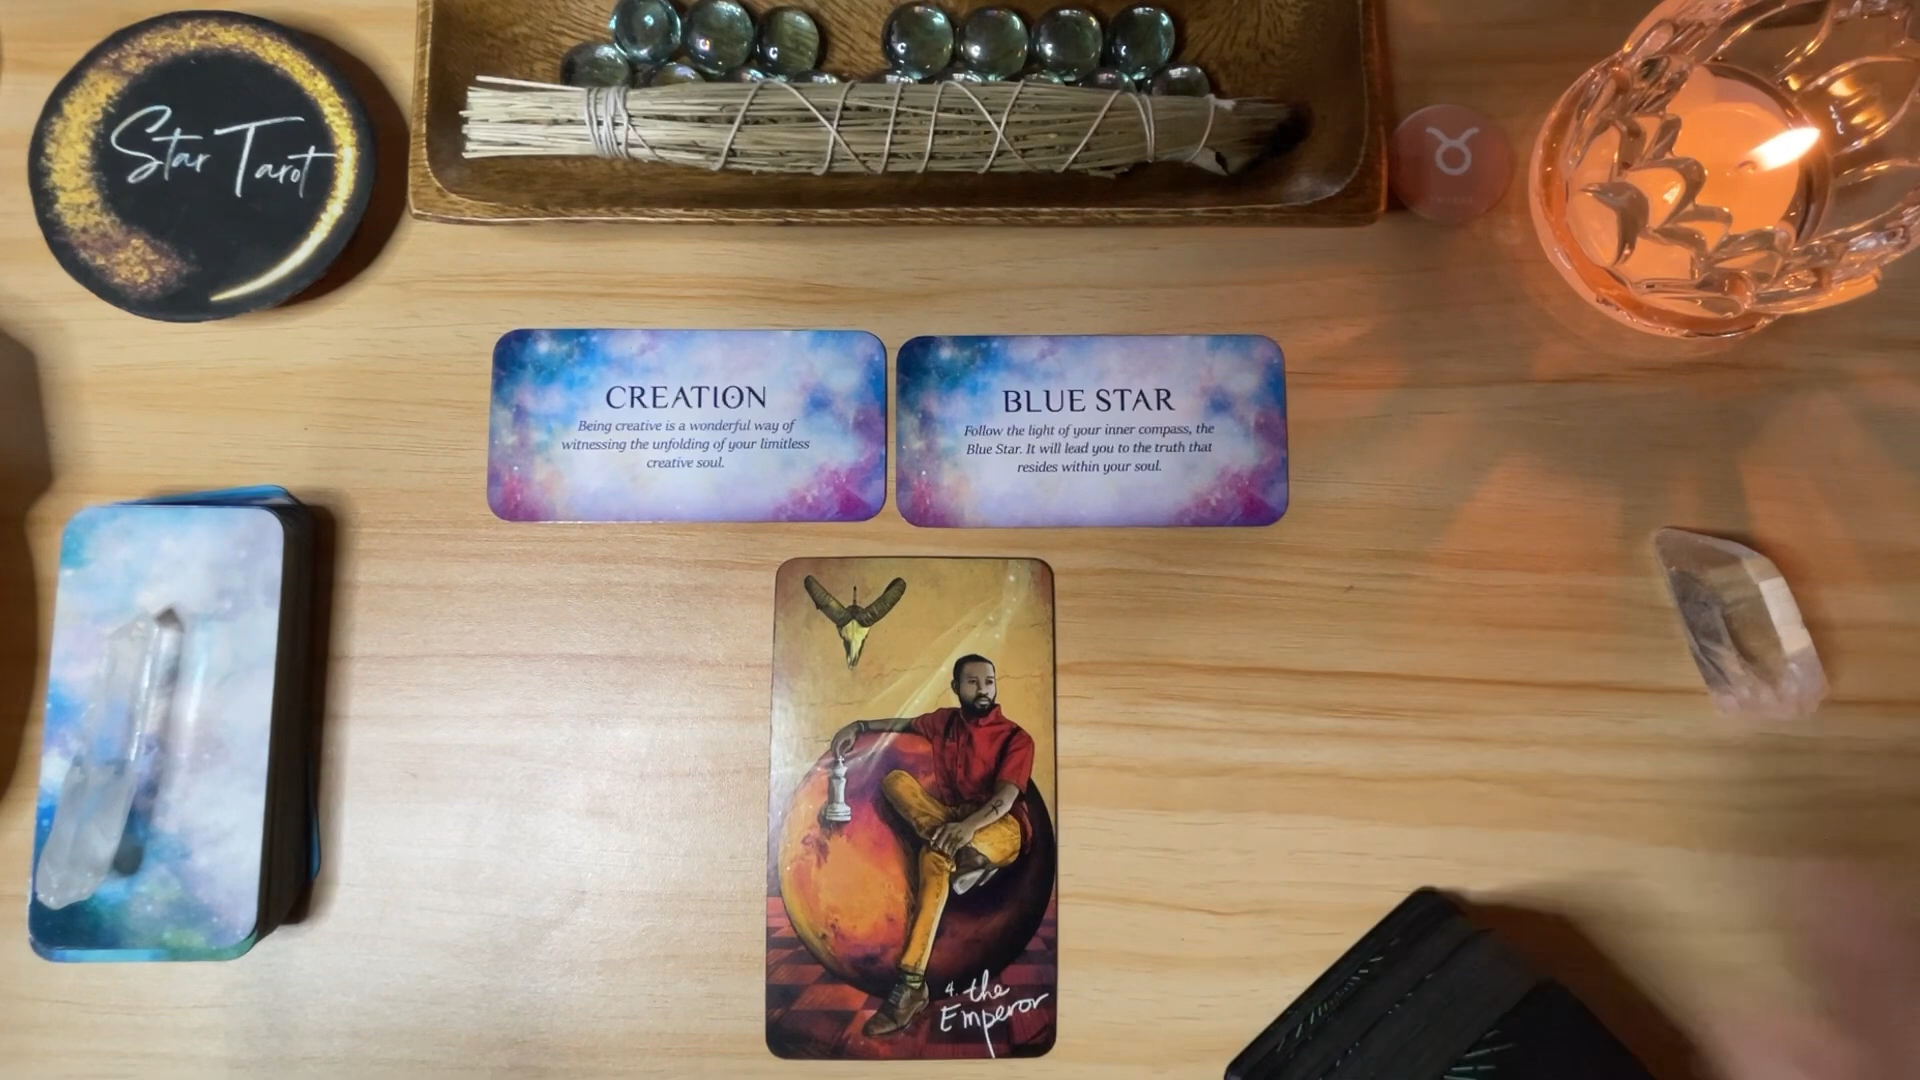 Star Tarot
CREATION
Being creative is a wonderful way of
witnessing the unfolding of your limitless
creative soul.
BLUE STAR
Follow the light of your inner compass, the
Blue Star. It will lead you to the truth that
resides within your soul.
4. the
Emperor